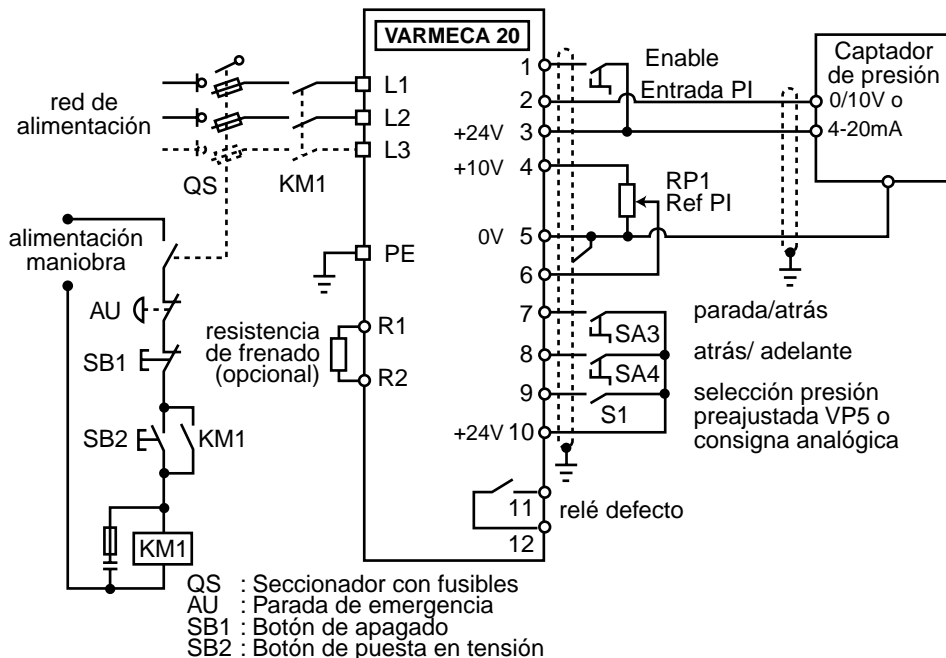 VARMECA 20
red de
alimentación
QS
KM1
L1
L2
L3
PE
R1
R2
alimentación
maniobra
AU
SB1
SB2
KM1
KM1
resistencia
de frenado
(opcional)
1
2
+24V 3
+10V 4
0V 5
6
7
8
9
+24V 10
11
12
Enable
Entrada PI
RP1
Ref PI
Captador
de presión
0/10V o
4-20mA
SA3
SA4
S1
parada/atrás
atrás/ adelante
selección presión
preajustada VP5 o
consigna analógica
relé defecto
QS : Seccionador con fusibles
AU : Parada de emergencia
SB1 : Botón de apagado
SB2 : Botón de puesta en tensión